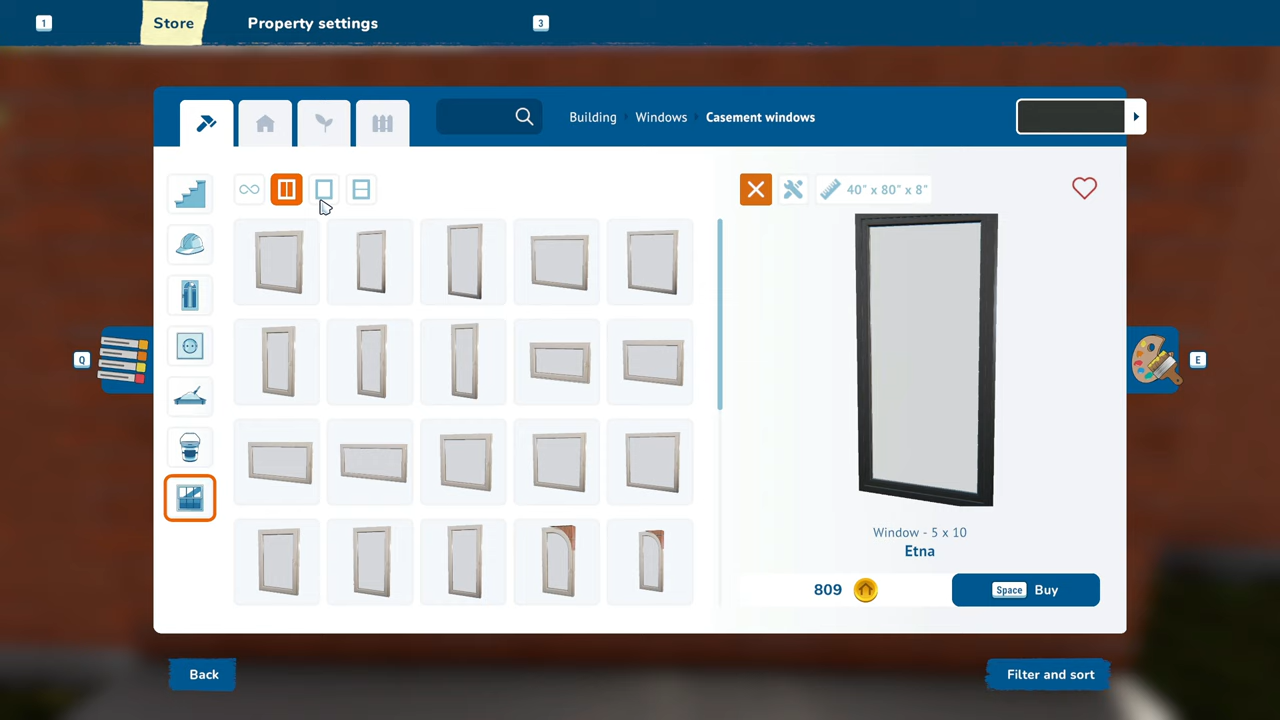 1
Store
Property settings
3
Building
Windows
Casement windows
40" x 80" x 8"
Q
E
Window - 5 x 10
Etna
809
Space
Buy
Back
Filter and sort